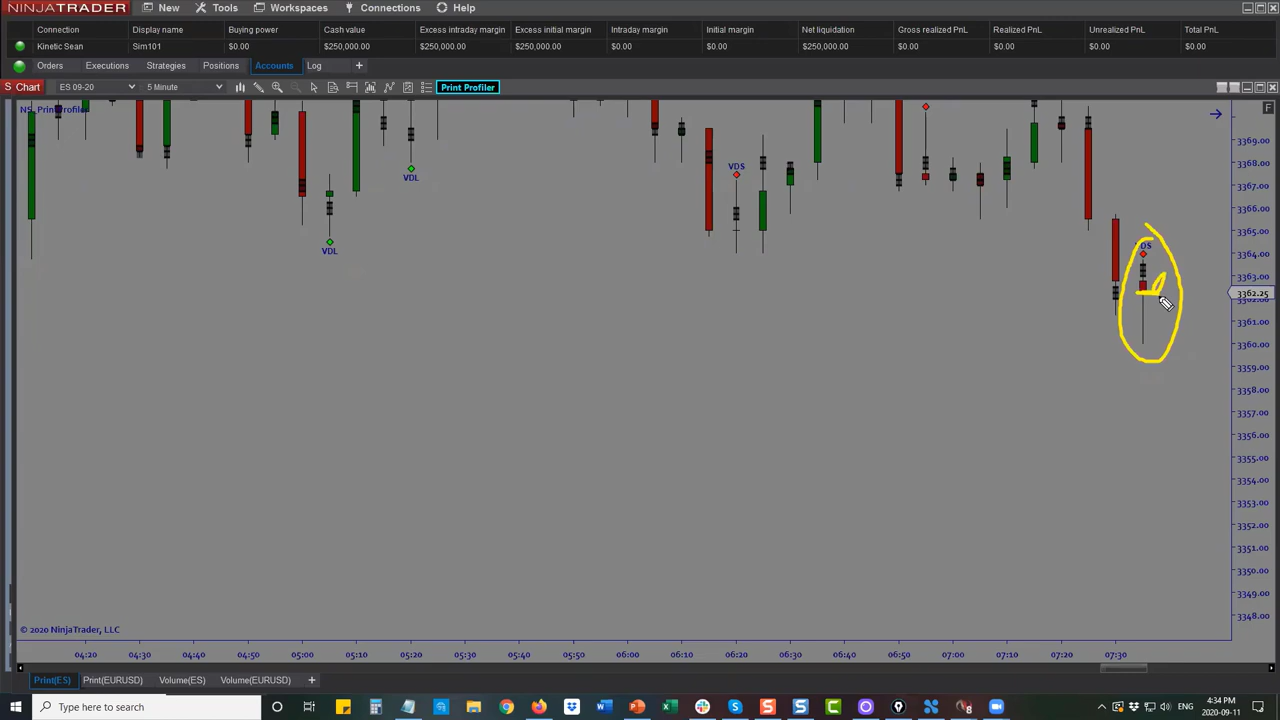 NINJATRADER New Tools Workspaces Connections Help
Connection Display name Buying power Cash value Excess intraday margin Excess initial margin Intraday margin Initial margin Net liquidation Gross realized PnL Realized PnL Unrealized PnL Total PnL
Kinetic Sean Sim101 $0.00 $250,000.00 $250,000.00 $250,000.00 $0.00 $0.00 $250,000.00 $0.00 $0.00 $0.00 $0.00
Orders Executions Strategies Positions Accounts Log +
S Chart ES 09-20 5 Minute Print Profiler
NS_PrintProfiler
F
VDL
VDL
VDS
VDS
3369.00
3368.00
3367.00
3366.00
3365.00
3364.00
3363.00
3362.25
3361.00
3360.00
3359.00
3358.00
3357.00
3356.00
3355.00
3354.00
3353.00
3352.00
3351.00
3350.00
3349.00
3348.00
© 2020 NinjaTrader, LLC
04:20 04:30 04:40 04:50 05:00 05:10 05:20 05:30 05:40 05:50 06:00 06:10 06:20 06:30 06:40 06:50 07:00 07:10 07:20 07:30
Print(ES) Print(EURUSD) Volume(ES) Volume(EURUSD) +
Type here to search
ENG
4:34 PM
2020-09-11